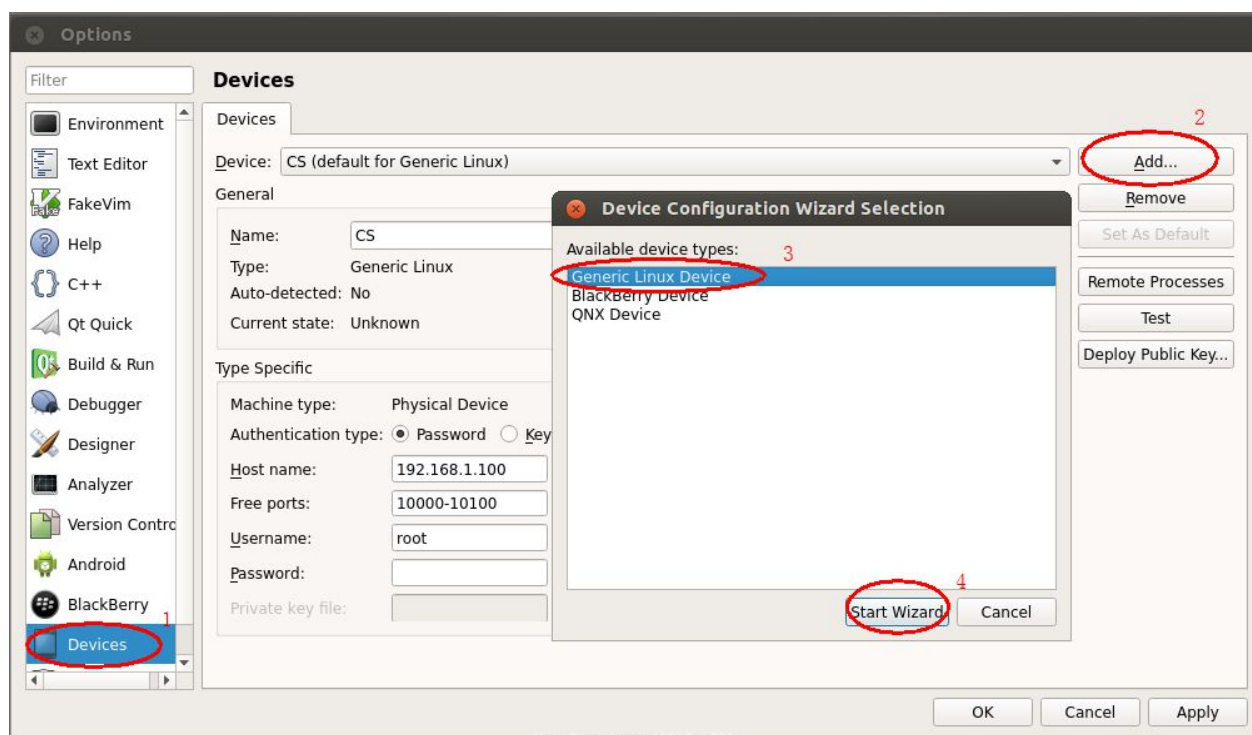 Options
Filter
Devices
Environment
Text Editor
FakeVim
Help
C++
Qt Quick
Build & Run
Debugger
Designer
Analyzer
Version Contro
Android
BlackBerry
1
Devices
Devices
2
Device: CS (default for Generic Linux)
Add...
General
Remove
Name: CS
Set As Default
Type: Generic Linux
Auto-detected: No
Remote Processes
Current state: Unknown
Test
Deploy Public Key...
Type Specific
Machine type: Physical Device
Authentication type: Password Key
Host name: 192.168.1.100
Free ports: 10000-10100
Username: root
Password:
Private key file:
Device Configuration Wizard Selection
Available device types:
3
Generic Linux Device
BlackBerry Device
QNX Device
4
Start Wizard Cancel
OK Cancel Apply